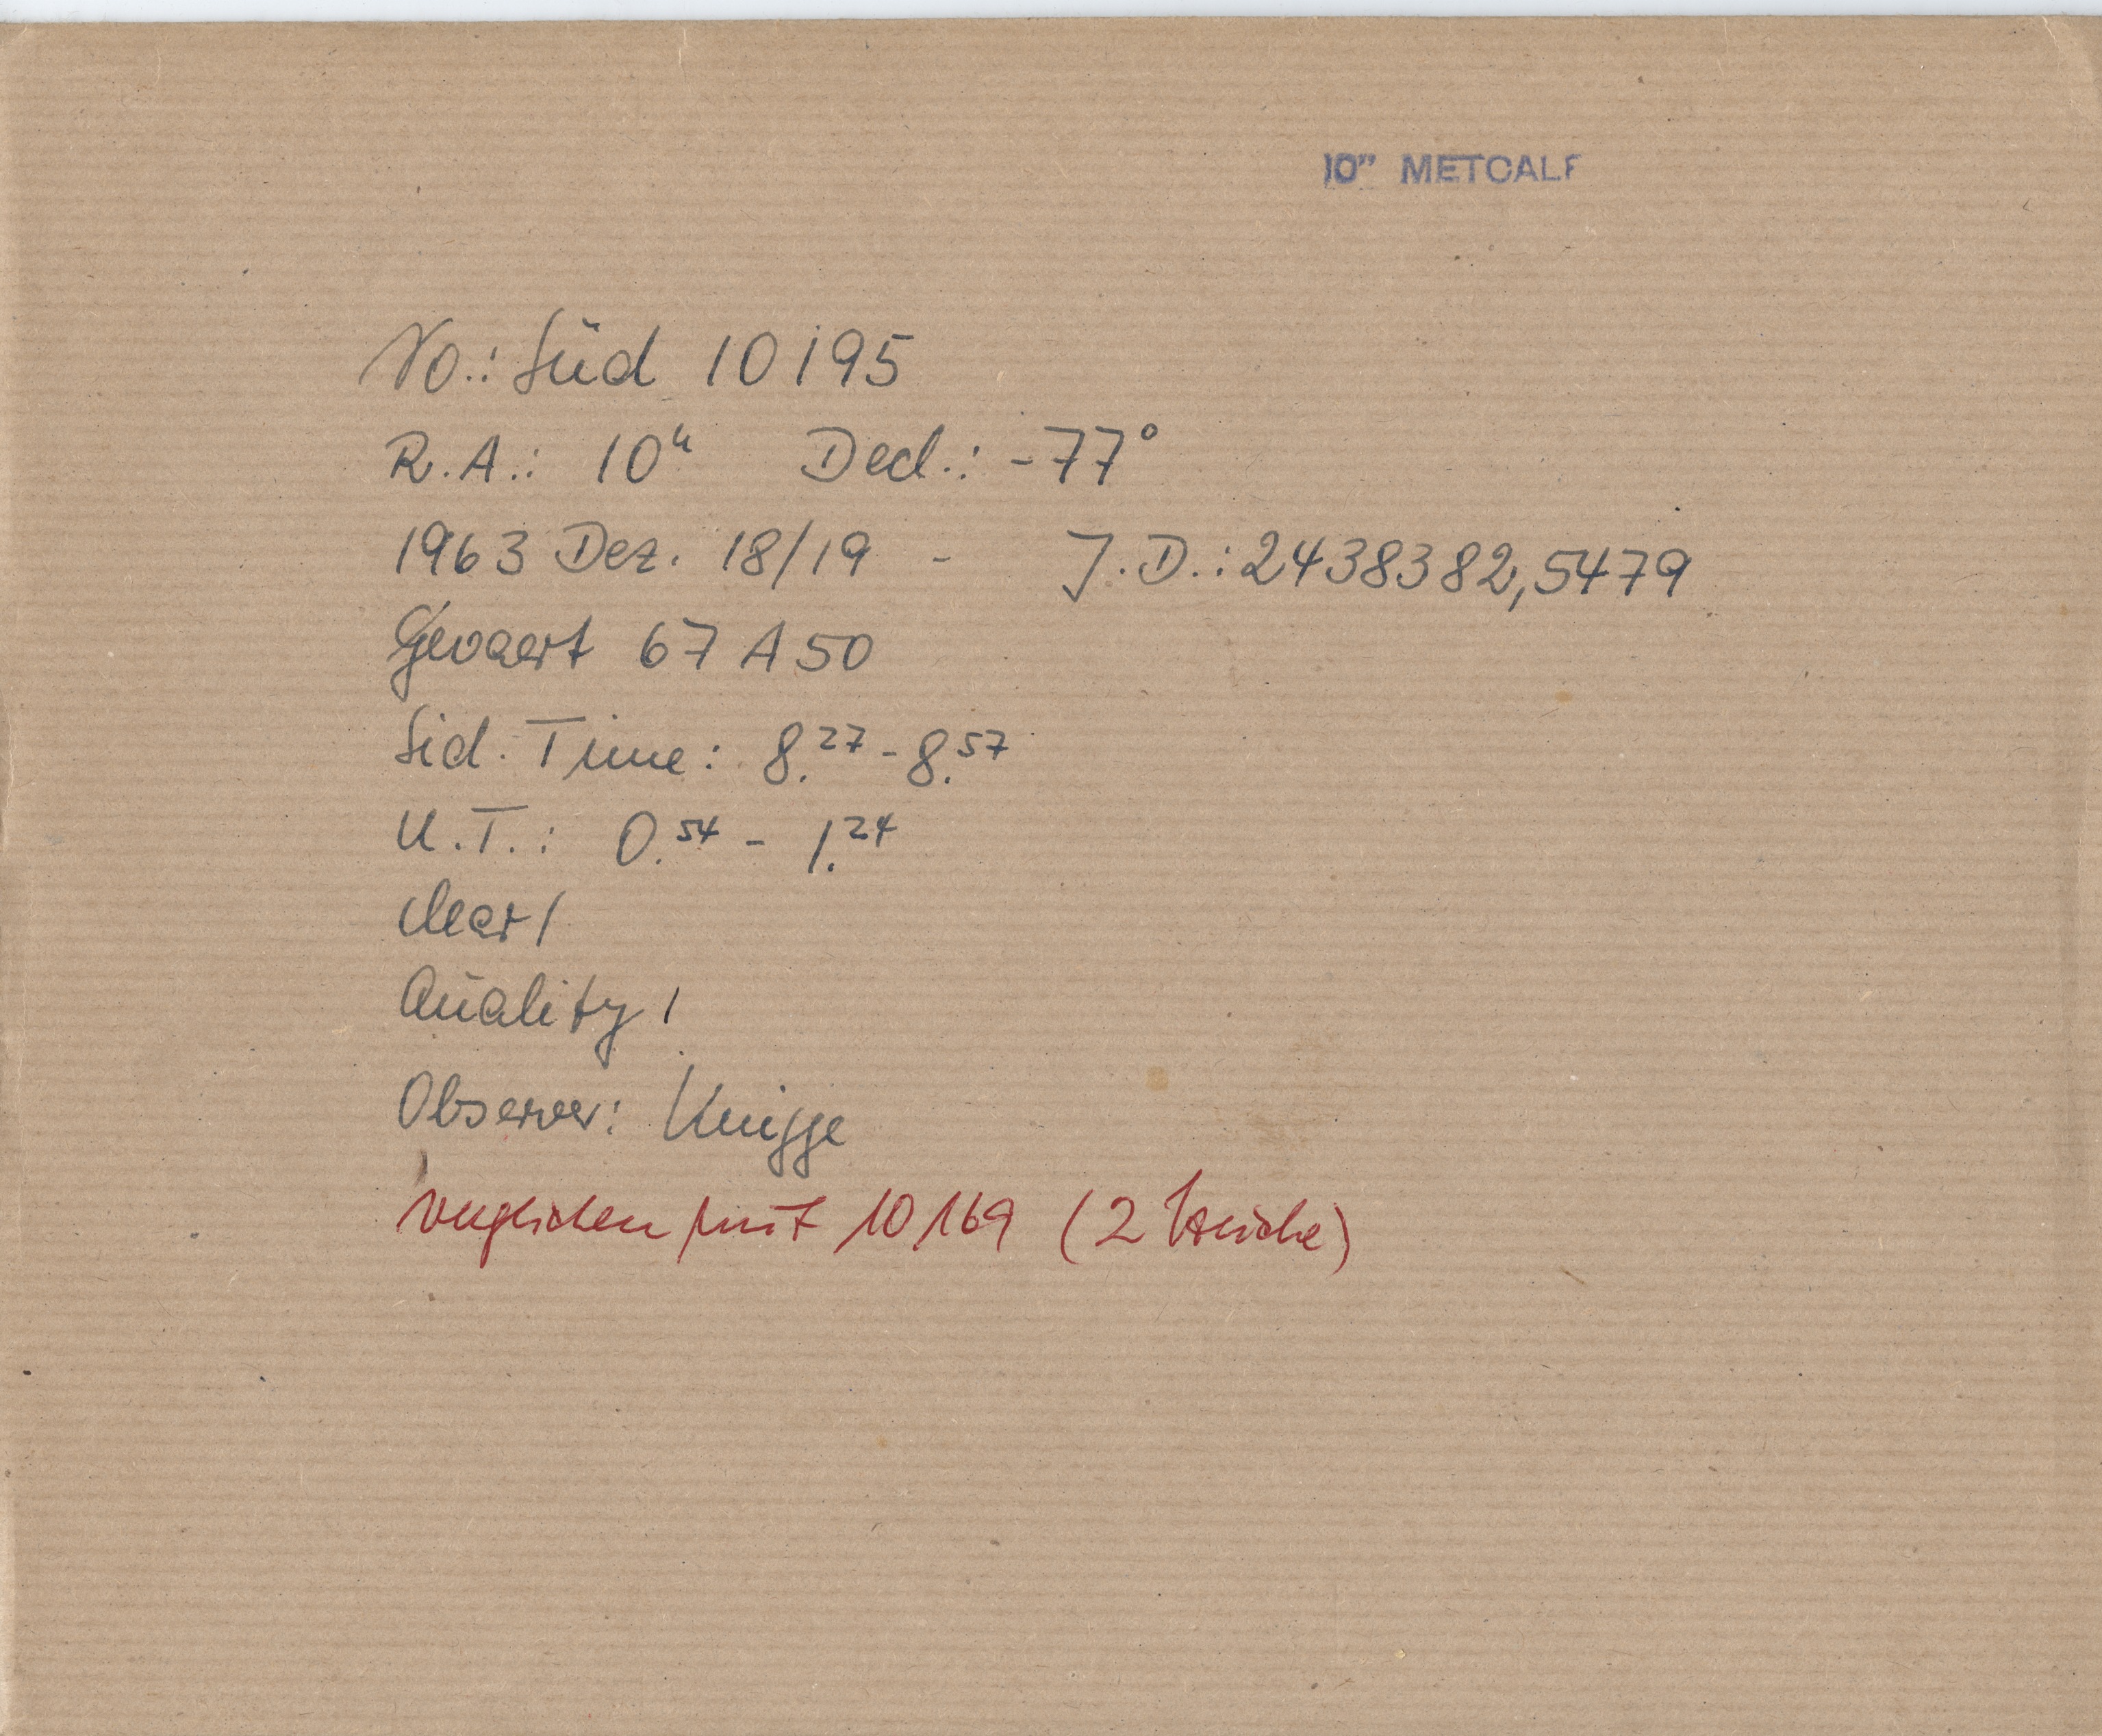 10" METCALF
No.: Süd 10195
R.A.: 10ʰ Decl.: -77°
1963 Dez. 18/19 - J.D.: 2438382,5479
Gevaert 67 A 50
Sid. Time: 8.²⁷ - 8.⁵⁷
U.T.: 0.⁵⁴ - 1.²⁴
clear /
Quality 1
Observer: Knigge
verglichen mit 10169 (2 Striche)